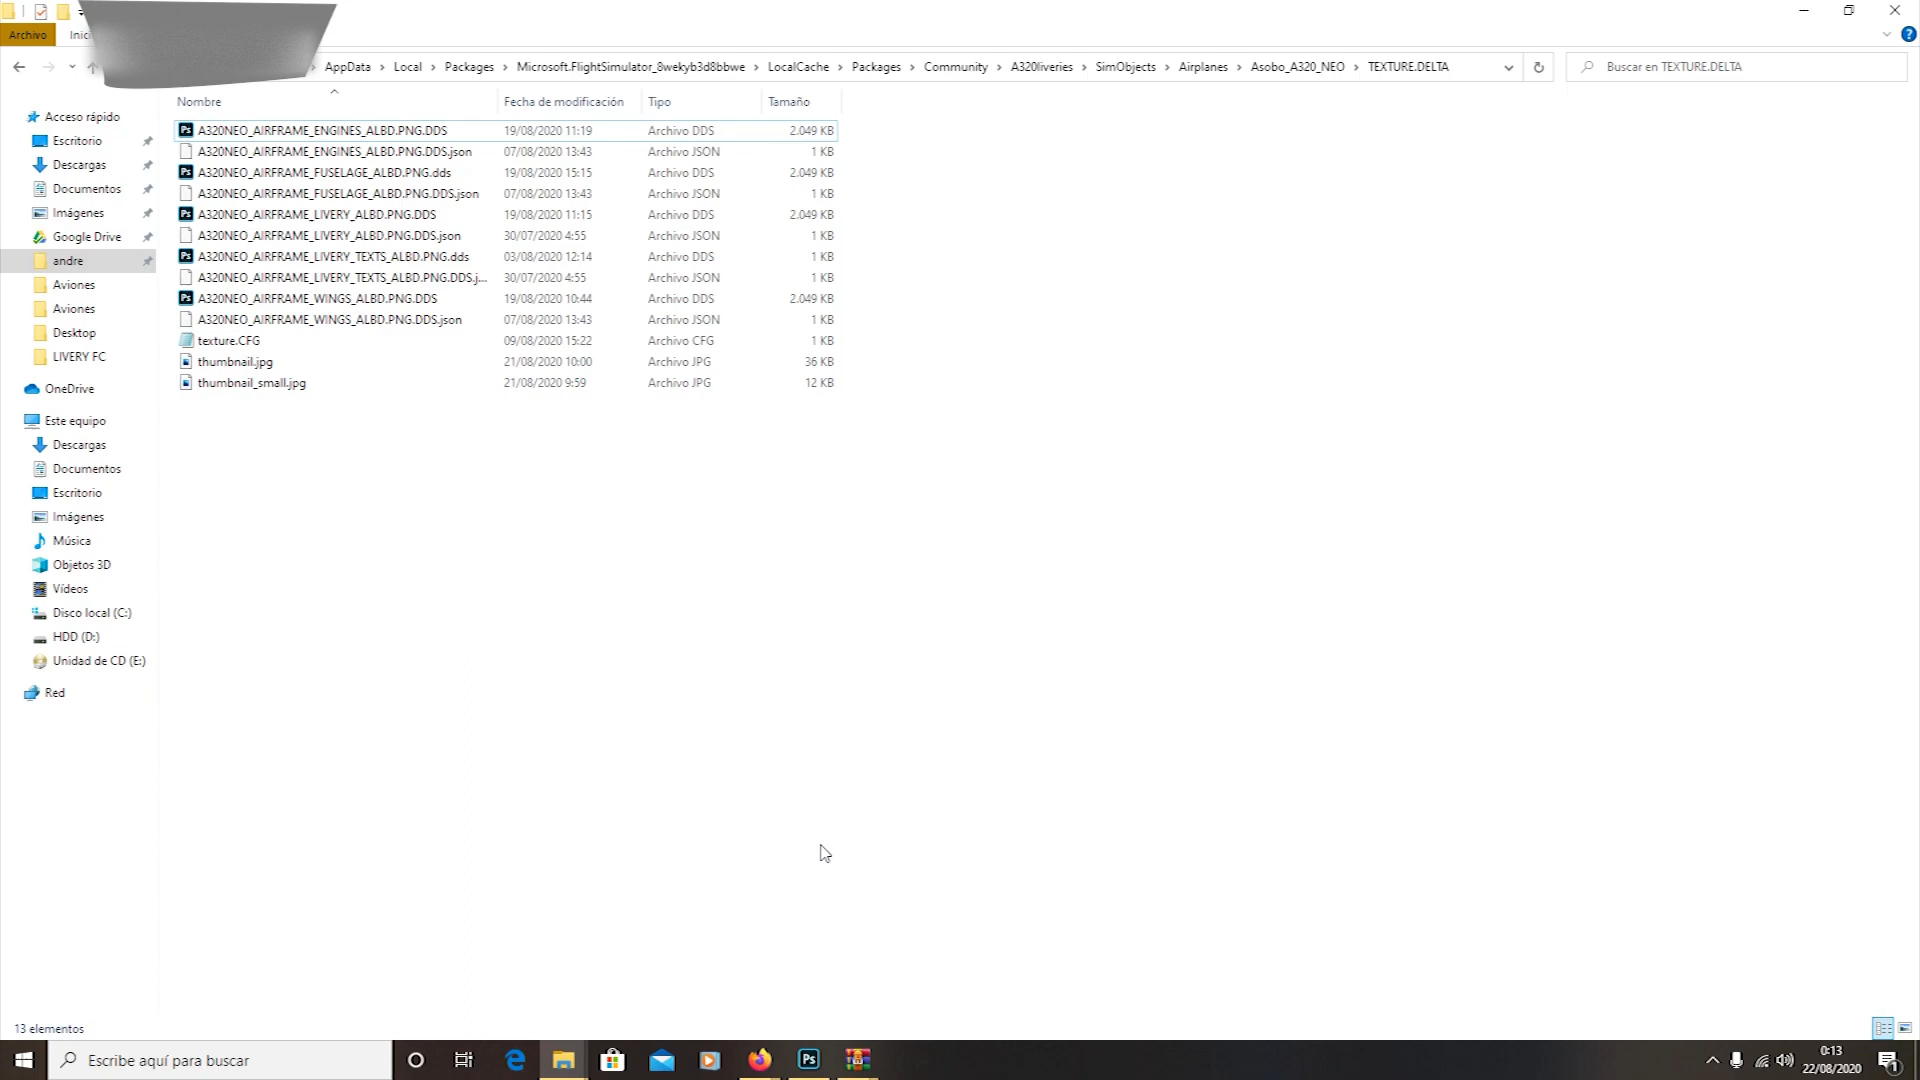 Archivo Inici
AppData Local Packages Microsoft.FlightSimulator_8wekyb3d8bbwe LocalCache Packages Community A320liveries SimObjects Airplanes Asobo_A320_NEO TEXTURE.DELTA Buscar en TEXTURE.DELTA
Nombre Fecha de modificación Tipo Tamaño
A320NEO_AIRFRAME_ENGINES_ALBD.PNG.DDS 19/08/2020 11:19 Archivo DDS 2.049 KB
A320NEO_AIRFRAME_ENGINES_ALBD.PNG.DDS.json 07/08/2020 13:43 Archivo JSON 1 KB
A320NEO_AIRFRAME_FUSELAGE_ALBD.PNG.dds 19/08/2020 15:15 Archivo DDS 2.049 KB
A320NEO_AIRFRAME_FUSELAGE_ALBD.PNG.DDS.json 07/08/2020 13:43 Archivo JSON 1 KB
A320NEO_AIRFRAME_LIVERY_ALBD.PNG.DDS 19/08/2020 11:15 Archivo DDS 2.049 KB
A320NEO_AIRFRAME_LIVERY_ALBD.PNG.DDS.json 30/07/2020 4:55 Archivo JSON 1 KB
A320NEO_AIRFRAME_LIVERY_TEXTS_ALBD.PNG.dds 03/08/2020 12:14 Archivo DDS 1 KB
A320NEO_AIRFRAME_LIVERY_TEXTS_ALBD.PNG.DDS.j... 30/07/2020 4:55 Archivo JSON 1 KB
A320NEO_AIRFRAME_WINGS_ALBD.PNG.DDS 19/08/2020 10:44 Archivo DDS 2.049 KB
A320NEO_AIRFRAME_WINGS_ALBD.PNG.DDS.json 07/08/2020 13:43 Archivo JSON 1 KB
texture.CFG 09/08/2020 15:22 Archivo CFG 1 KB
thumbnail.jpg 21/08/2020 10:00 Archivo JPG 36 KB
thumbnail_small.jpg 21/08/2020 9:59 Archivo JPG 12 KB
Acceso rápido
Escritorio
Descargas
Documentos
Imágenes
Google Drive
andre
Aviones
Aviones
Desktop
LIVERY FC
OneDrive
Este equipo
Descargas
Documentos
Escritorio
Imágenes
Música
Objetos 3D
Vídeos
Disco local (C:)
HDD (D:)
Unidad de CD (E:)
Red
13 elementos
Escribe aquí para buscar
Ps
0:13
22/08/2020
1